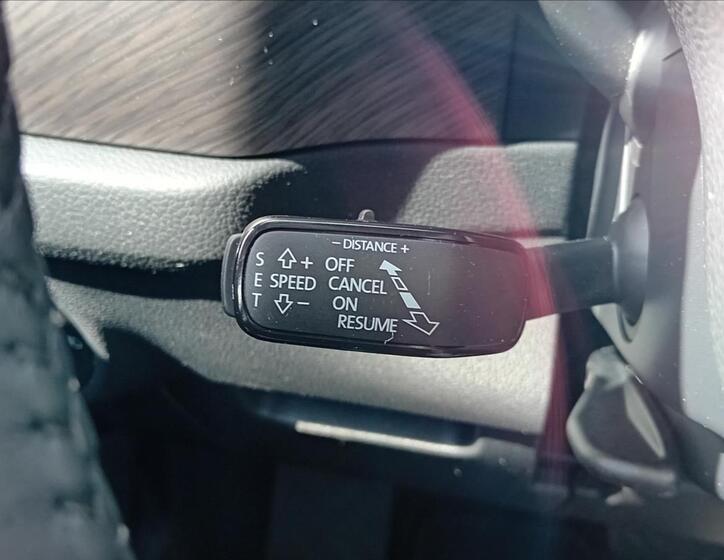 – DISTANCE +
S + OFF
E SPEED CANCEL
T – ON
RESUME